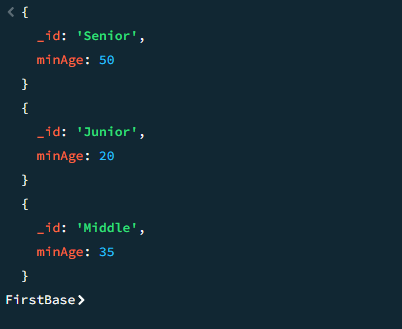 < {
_id: 'Senior',
minAge: 50
}
{
_id: 'Junior',
minAge: 20
}
{
_id: 'Middle',
minAge: 35
}
FirstBase>